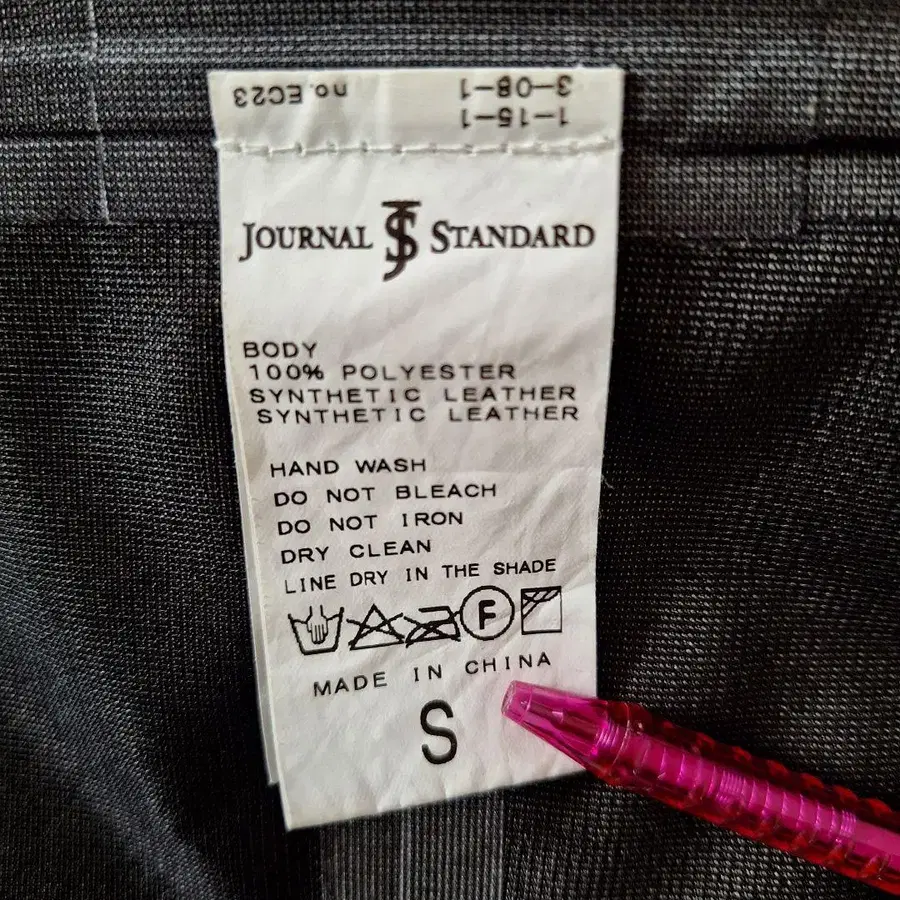 1-15-1
3-08-1 no.EC23
JOURNAL JS STANDARD
BODY
100% POLYESTER
SYNTHETIC LEATHER
SYNTHETIC LEATHER
HAND WASH
DO NOT BLEACH
DO NOT IRON
DRY CLEAN
LINE DRY IN THE SHADE
F
MADE IN CHINA
S